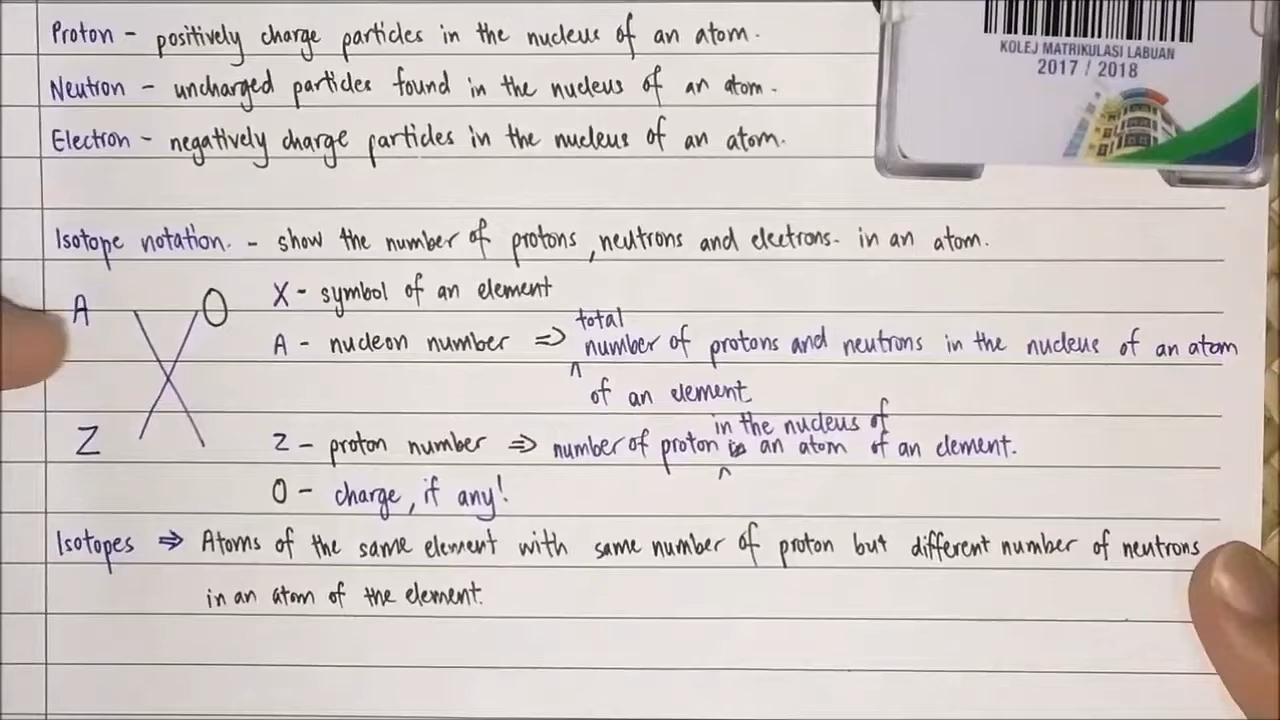 Proton - positively charge particles in the nucleus of an atom.
KOLEJ MATRIKULASI LABUAN
2017 / 2018
Neutron - uncharged particles found in the nucleus of an atom.
Electron - negatively charge particles in the nucleus of an atom.
Isotope notation. - show the number of protons, neutrons and electrons. in an atom.
A X O
Z
X - symbol of an element
total
A - nucleon number ⇒ ^ number of protons and neutrons in the nucleus of an atom
of an element
in the nucleus of
Z - proton number ⇒ number of proton in ^ an atom of an element.
O - charge, if any!
Isotopes ⇒ Atoms of the same element with same number of proton but different number of neutrons
in an atom of the element.